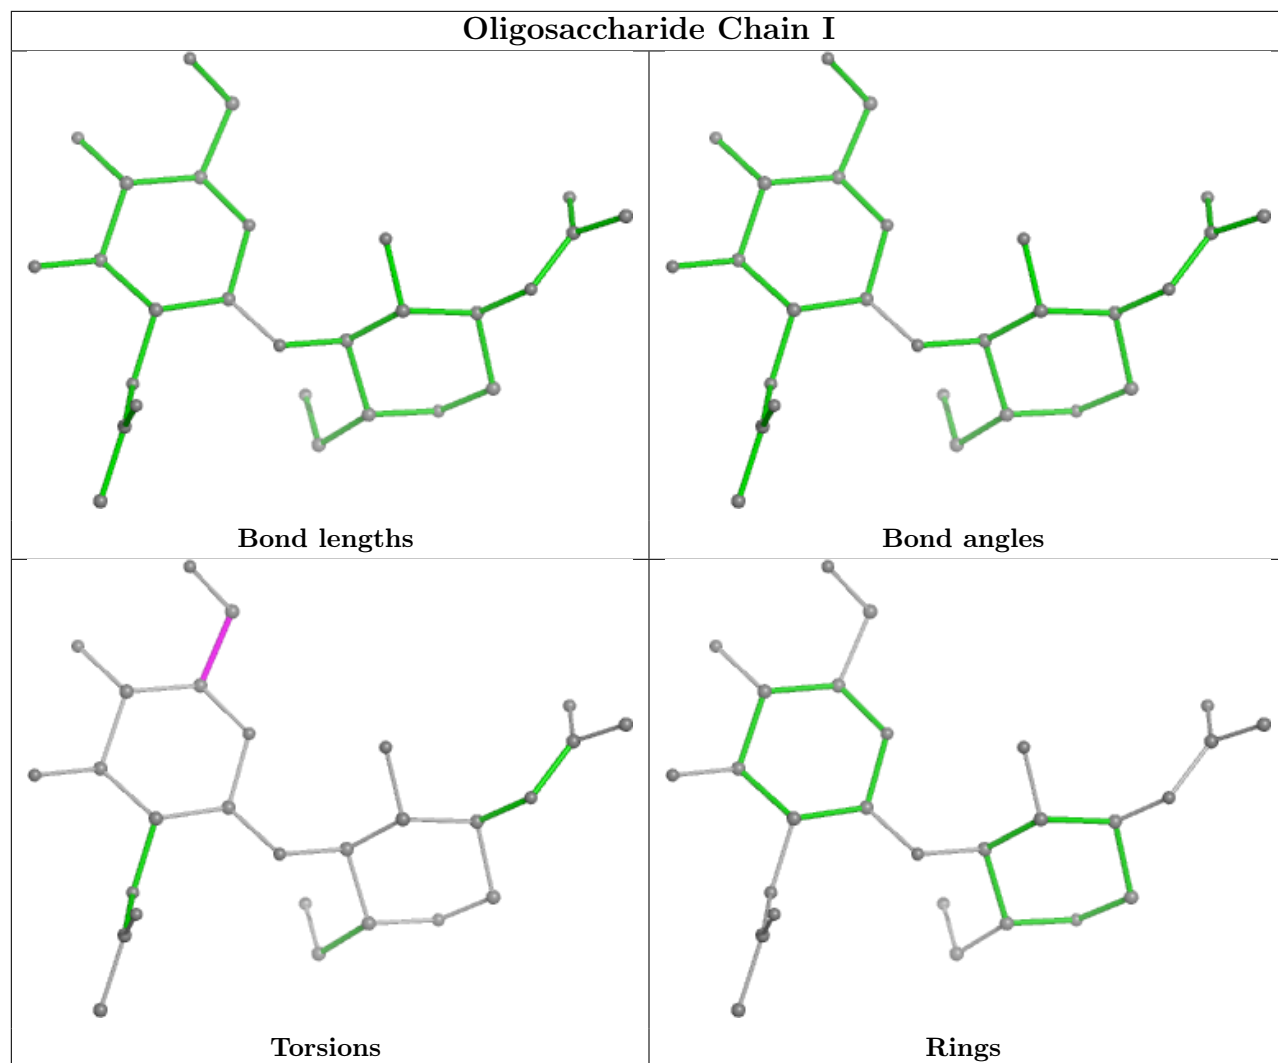 Oligosaccharide Chain I
Bond lengths
Bond angles
Torsions
Rings